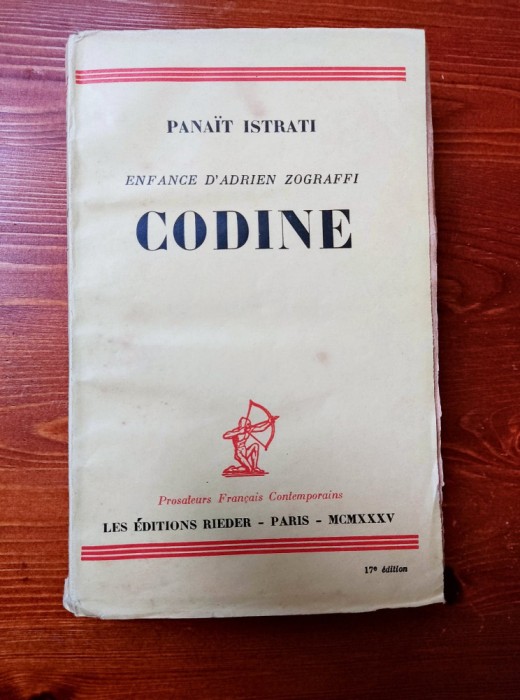 PANAÏT ISTRATI
ENFANCE D'ADRIEN ZOGRAFFI
CODINE
Prosateurs Français Contemporains
LES ÉDITIONS RIEDER – PARIS – MCMXXXV
17e édition